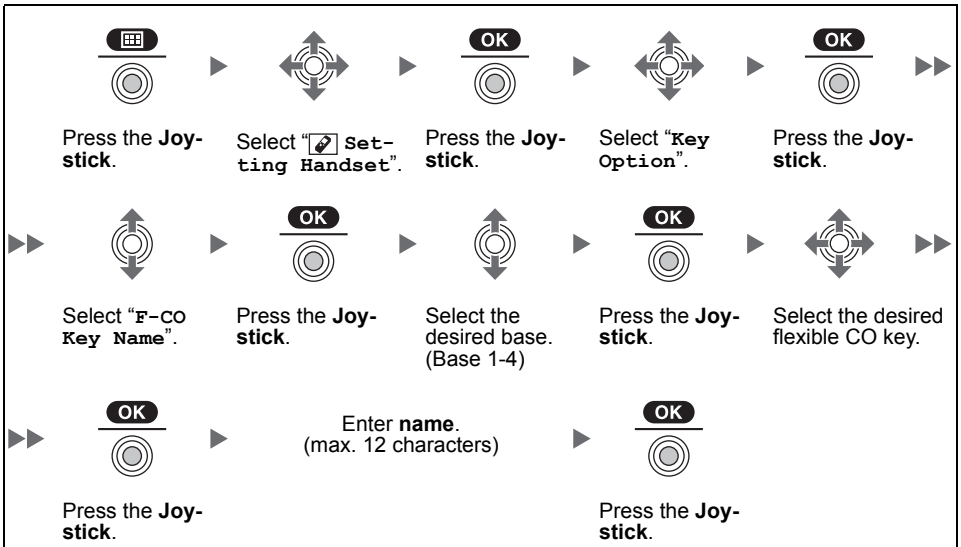 OK OK
Press the Joy-
stick.
Select “ Set-
ting Handset”.
Press the Joy-
stick.
Select “Key
Option”.
Press the Joy-
stick.
OK OK
Select “F-CO
Key Name”.
Press the Joy-
stick.
Select the
desired base.
(Base 1-4)
Press the Joy-
stick.
Select the desired
flexible CO key.
OK
Enter name.
(max. 12 characters)
OK
Press the Joy-
stick.
Press the Joy-
stick.